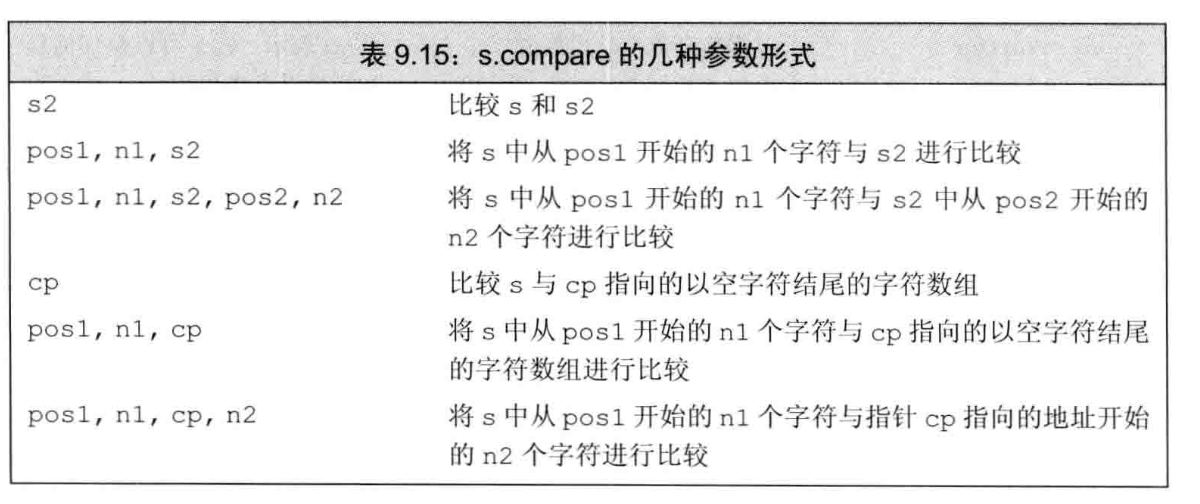 表 9.15：s.compare 的几种参数形式
s2 比较 s 和 s2
pos1, n1, s2 将 s 中从 pos1 开始的 n1 个字符与 s2 进行比较
pos1, n1, s2, pos2, n2 将 s 中从 pos1 开始的 n1 个字符与 s2 中从 pos2 开始的
n2 个字符进行比较
cp 比较 s 与 cp 指向的以空字符结尾的字符数组
pos1, n1, cp 将 s 中从 pos1 开始的 n1 个字符与 cp 指向的以空字符结尾
的字符数组进行比较
pos1, n1, cp, n2 将 s 中从 pos1 开始的 n1 个字符与指针 cp 指向的地址开始
的 n2 个字符进行比较